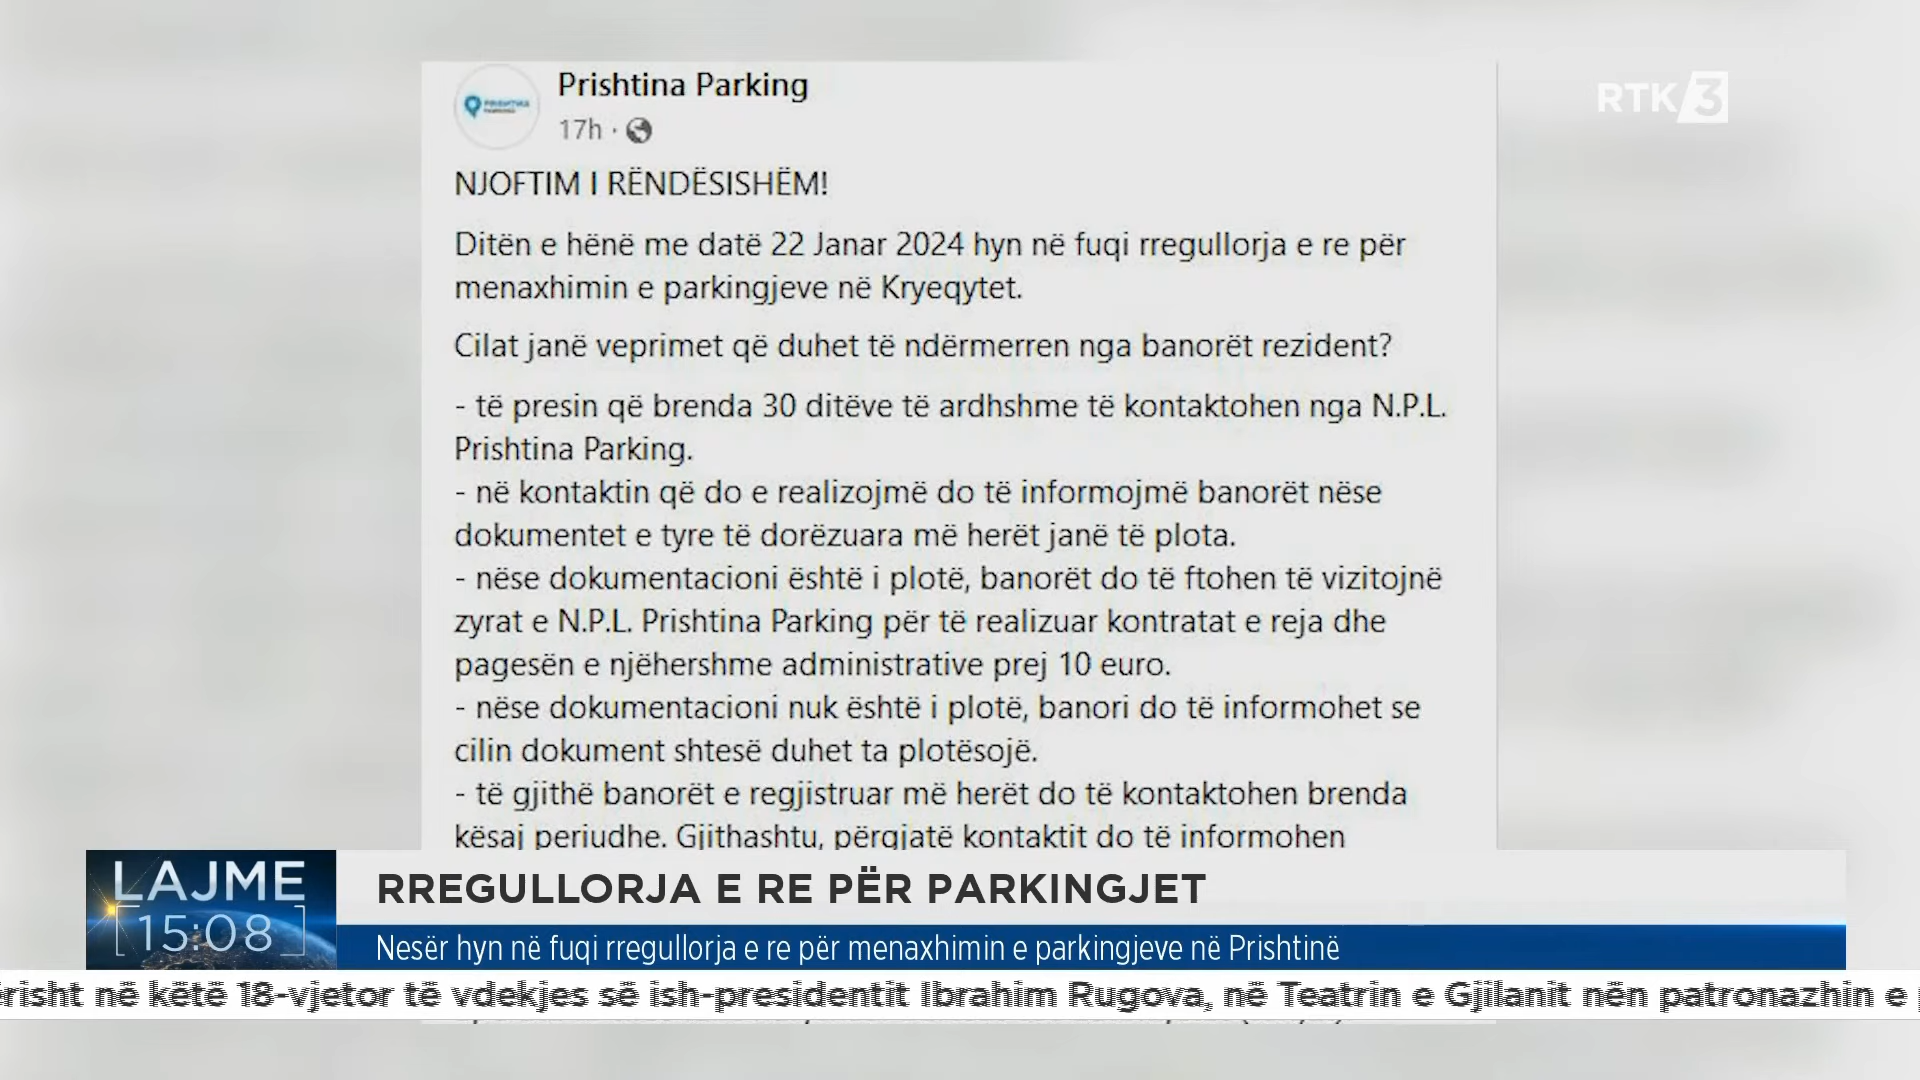 Prishtina Parking
17h ·
RTK 3
NJOFTIM I RËNDËSISHËM!
Ditën e hënë me datë 22 Janar 2024 hyn në fuqi rregullorja e re për
menaxhimin e parkingjeve në Kryeqytet.
Cilat janë veprimet që duhet të ndërmerren nga banorët rezident?
- të presin që brenda 30 ditëve të ardhshme të kontaktohen nga N.P.L.
Prishtina Parking.
- në kontaktin që do e realizojmë do të informojmë banorët nëse
dokumentet e tyre të dorëzuara më herët janë të plota.
- nëse dokumentacioni është i plotë, banorët do të ftohen të vizitojnë
zyrat e N.P.L. Prishtina Parking për të realizuar kontratat e reja dhe
pagesën e njëhershme administrative prej 10 euro.
- nëse dokumentacioni nuk është i plotë, banori do të informohet se
cilin dokument shtesë duhet ta plotësojë.
- të gjithë banorët e regjistruar më herët do të kontaktohen brenda
kësaj periudhe. Gjithashtu, përgjatë kontaktit do të informohen
LAJME
15:08
RREGULLORJA E RE PËR PARKINGJET
Nesër hyn në fuqi rregullorja e re për menaxhimin e parkingjeve në Prishtinë
në këtë 18-vjetor të vdekjes së ish-presidentit Ibrahim Rugova, në Teatrin e Gjilanit nën patronazhin e